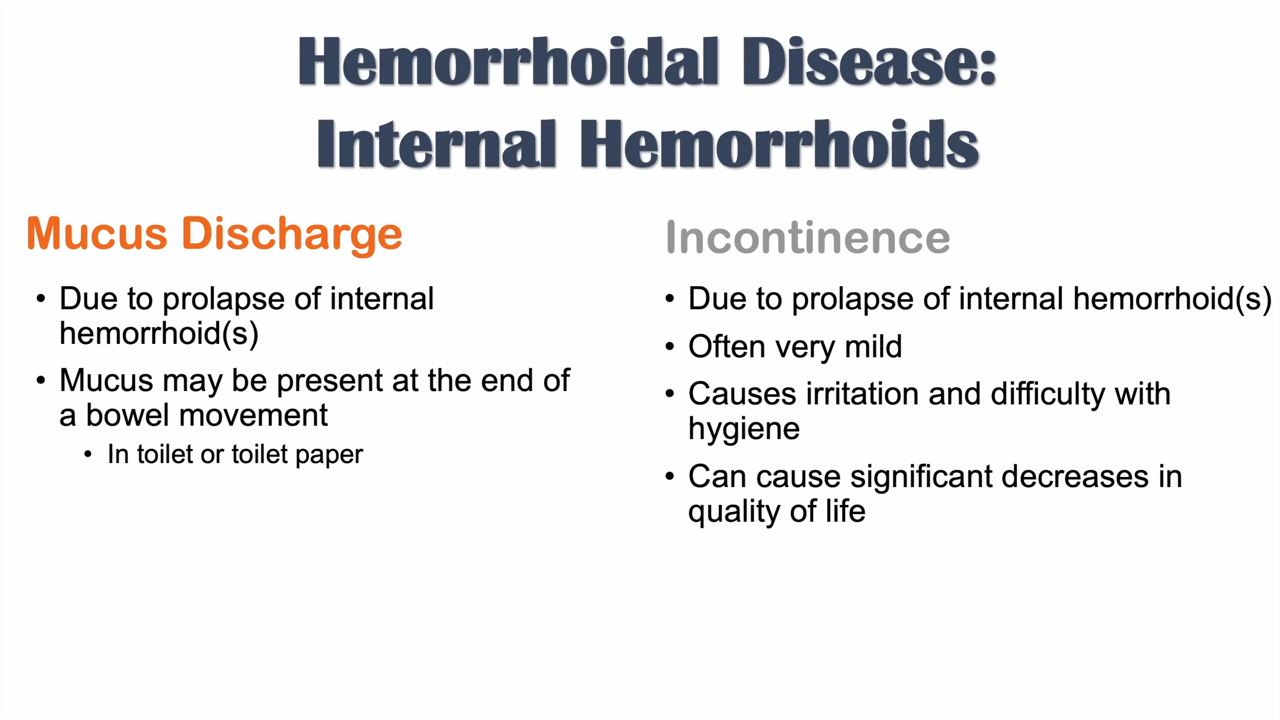 Hemorrhoidal Disease:
Internal Hemorrhoids
Mucus Discharge
• Due to prolapse of internal
hemorrhoid(s)
• Mucus may be present at the end of
a bowel movement
• In toilet or toilet paper
Incontinence
• Due to prolapse of internal hemorrhoid(s)
• Often very mild
• Causes irritation and difficulty with
hygiene
• Can cause significant decreases in
quality of life